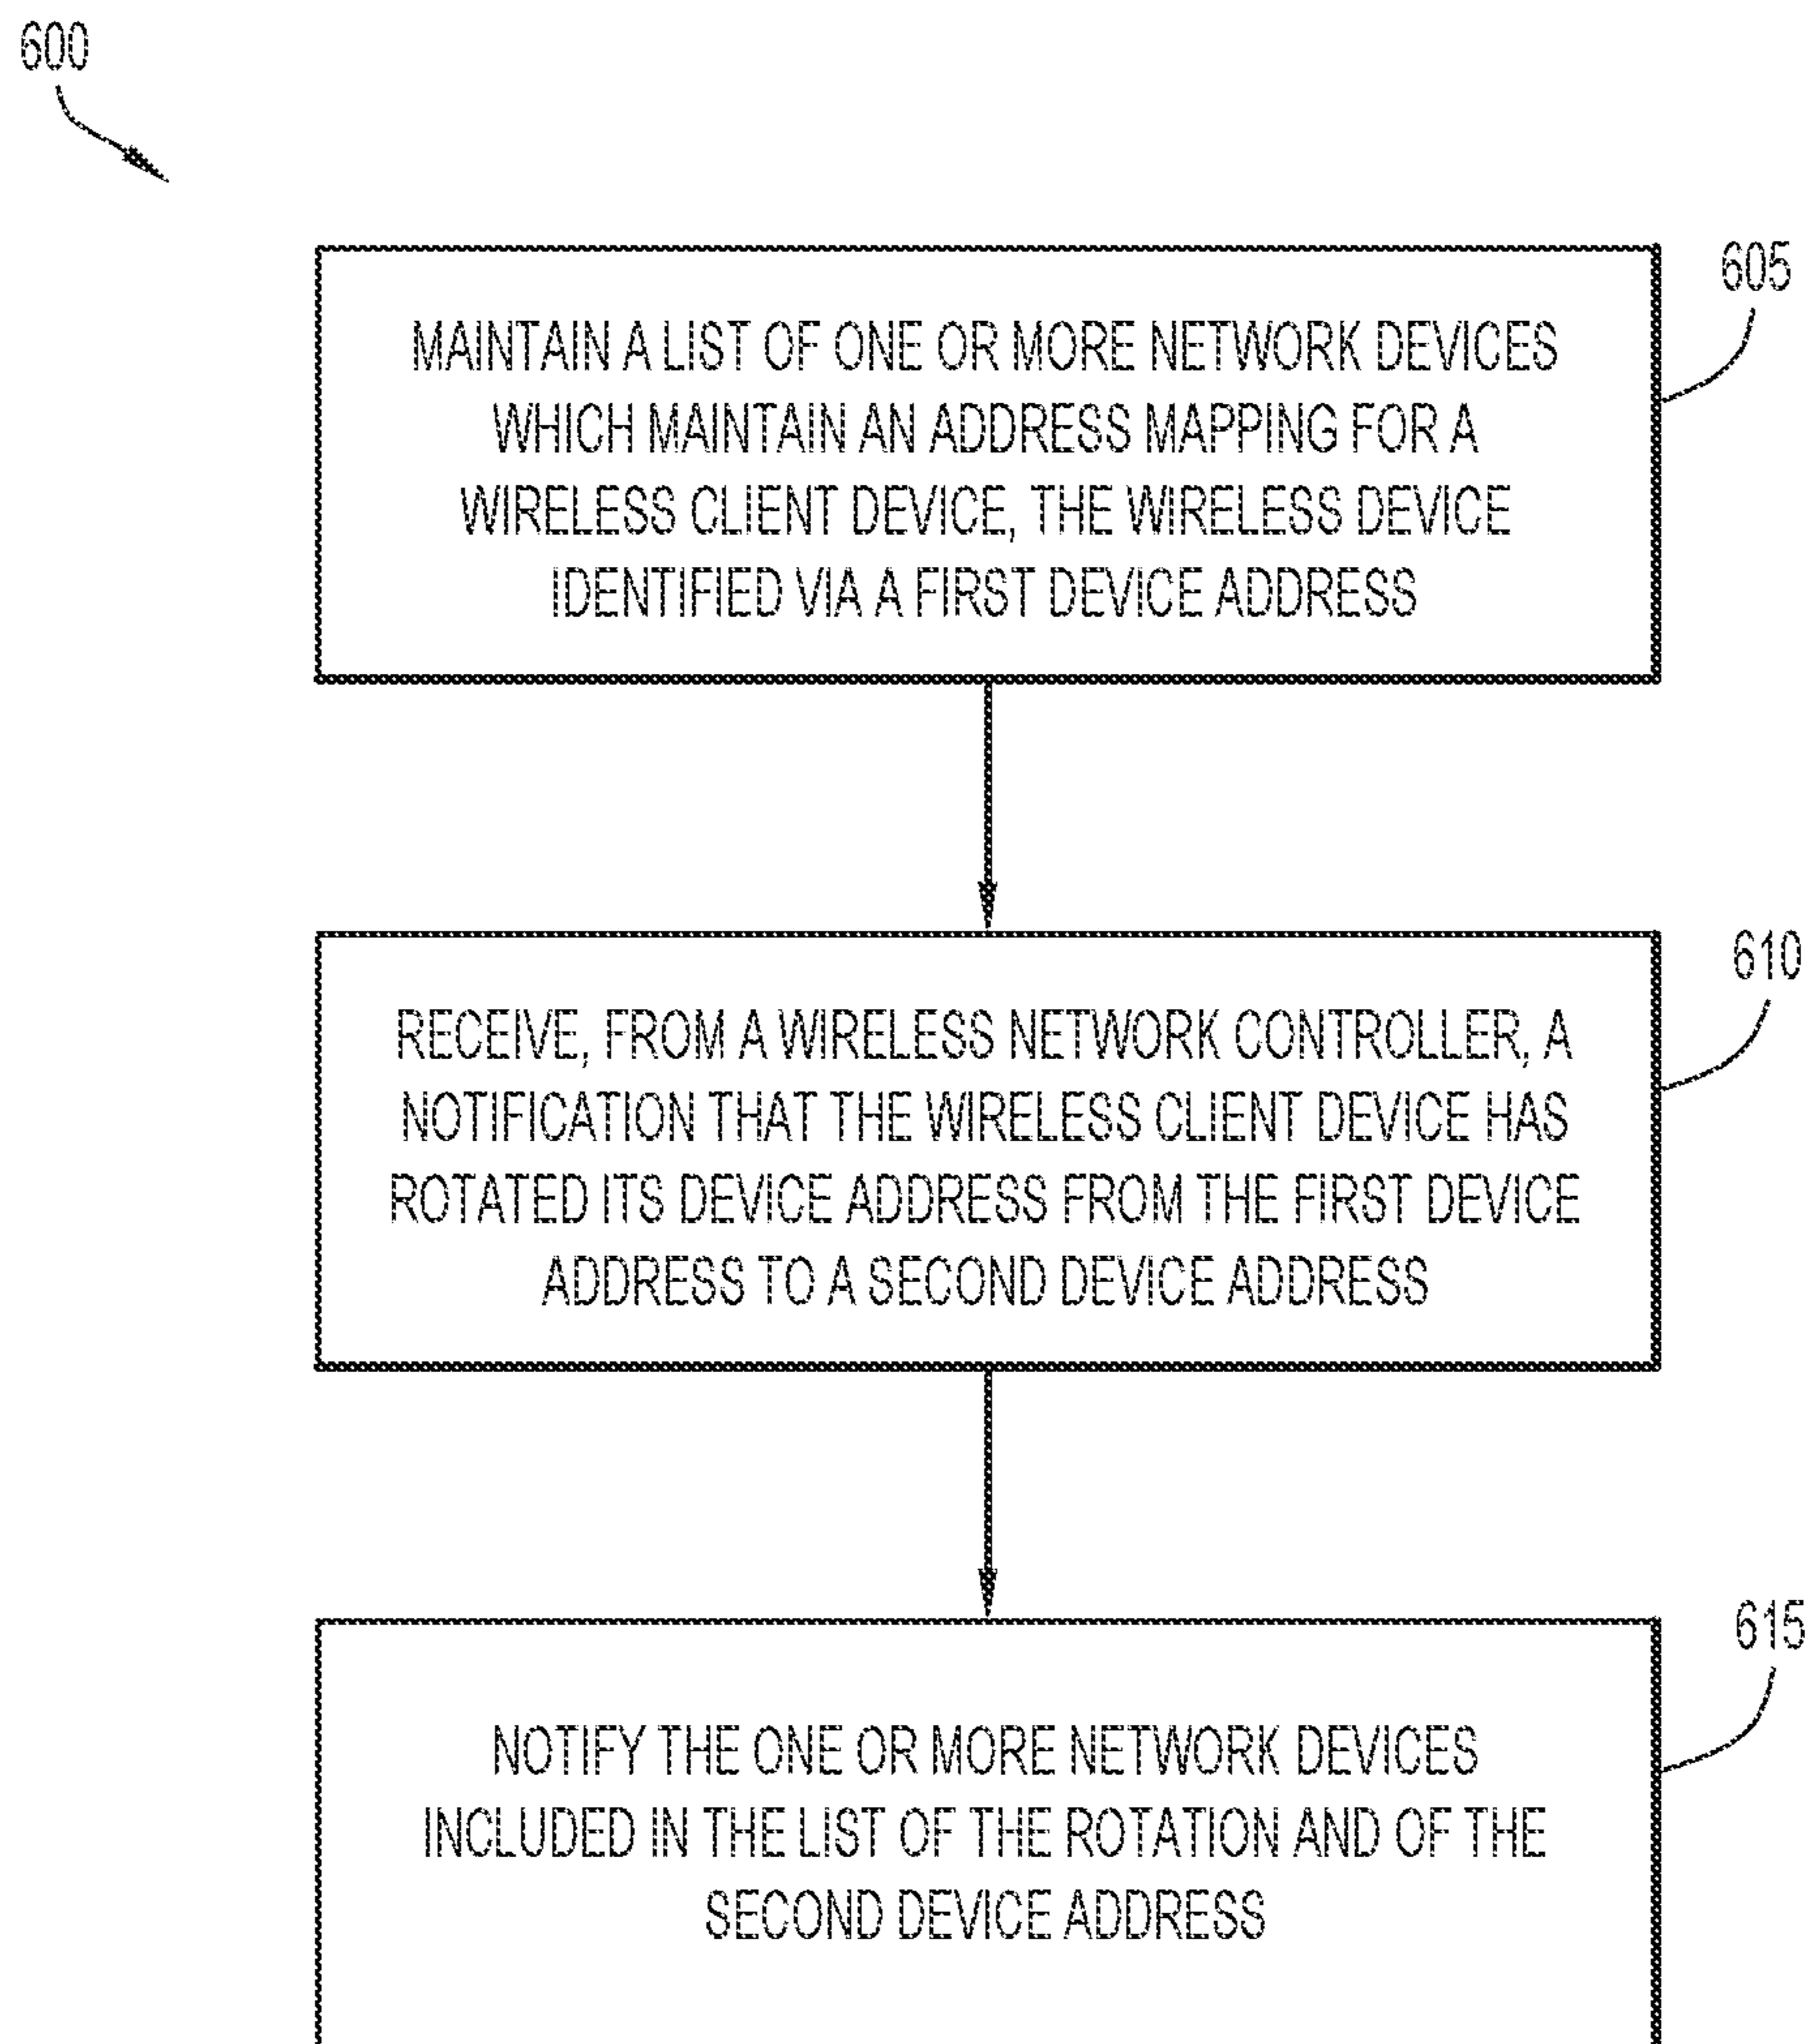 600
605
MAINTAIN A LIST OF ONE OR MORE NETWORK DEVICES
WHICH MAINTAIN AN ADDRESS MAPPING FOR A
WIRELESS CLIENT DEVICE, THE WIRELESS DEVICE
IDENTIFIED VIA A FIRST DEVICE ADDRESS
610
RECEIVE, FROM A WIRELESS NETWORK CONTROLLER, A
NOTIFICATION THAT THE WIRELESS CLIENT DEVICE HAS
ROTATED ITS DEVICE ADDRESS FROM THE FIRST DEVICE
ADDRESS TO A SECOND DEVICE ADDRESS
615
NOTIFY THE ONE OR MORE NETWORK DEVICES
INCLUDED IN THE LIST OF THE ROTATION AND OF THE
SECOND DEVICE ADDRESS